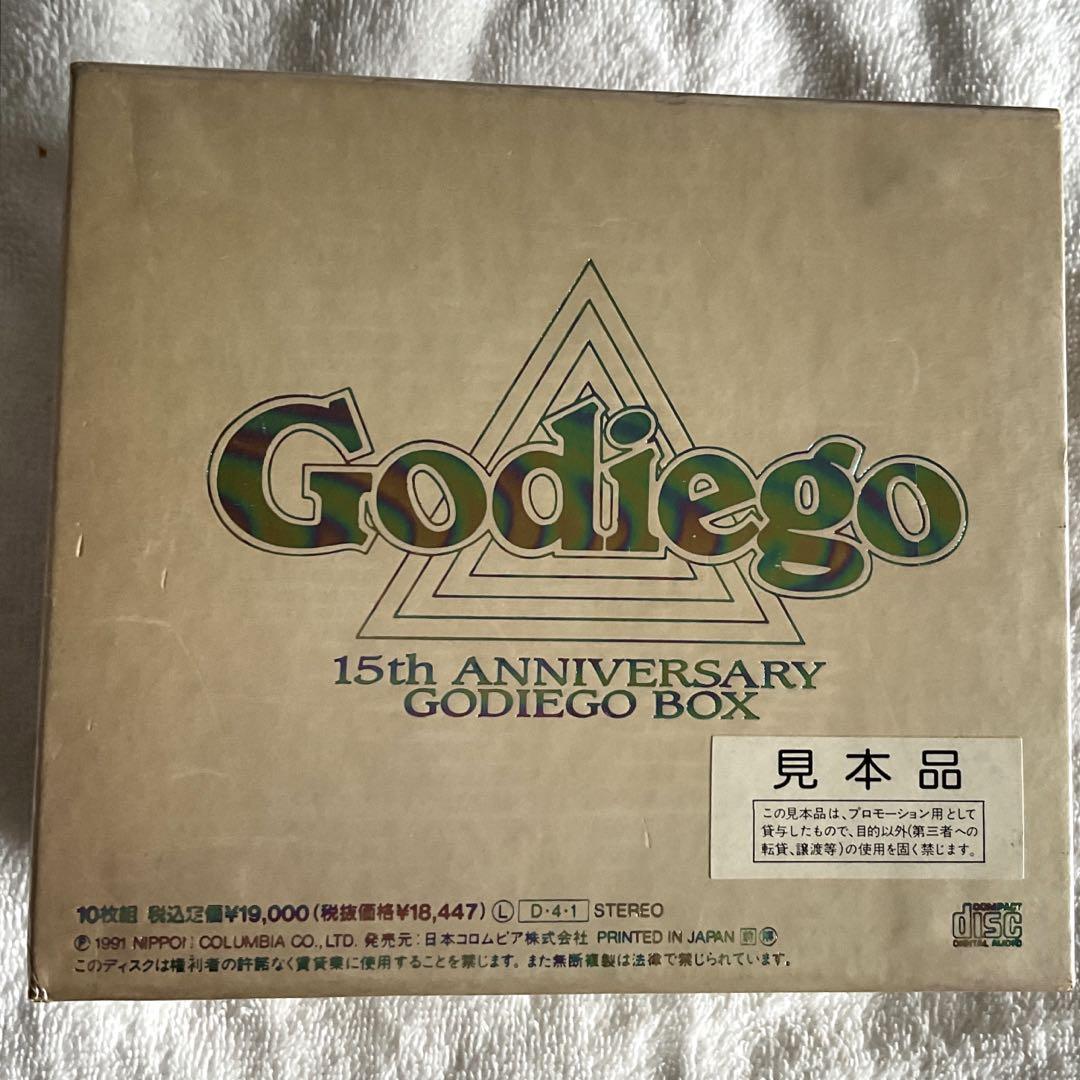 Godiego
15th ANNIVERSARY
GODIEGO BOX
見本品
この見本品は、プロモーション用として
貸与したもので、目的以外(第三者への
転貸、譲渡等)の使用を固く禁じます。
10枚組 税込定価¥19,000(税抜価格¥18,447) Ⓛ D・4・1 STEREO
Ⓟ 1991 NIPPON COLUMBIA CO., LTD. 発売元:日本コロムビア株式会社 PRINTED IN JAPAN
このディスクは権利者の許諾なく賃貸業に使用することを禁じます。また無断複製は法律で禁じられています。
COMPACT
disc
DIGITAL AUDIO